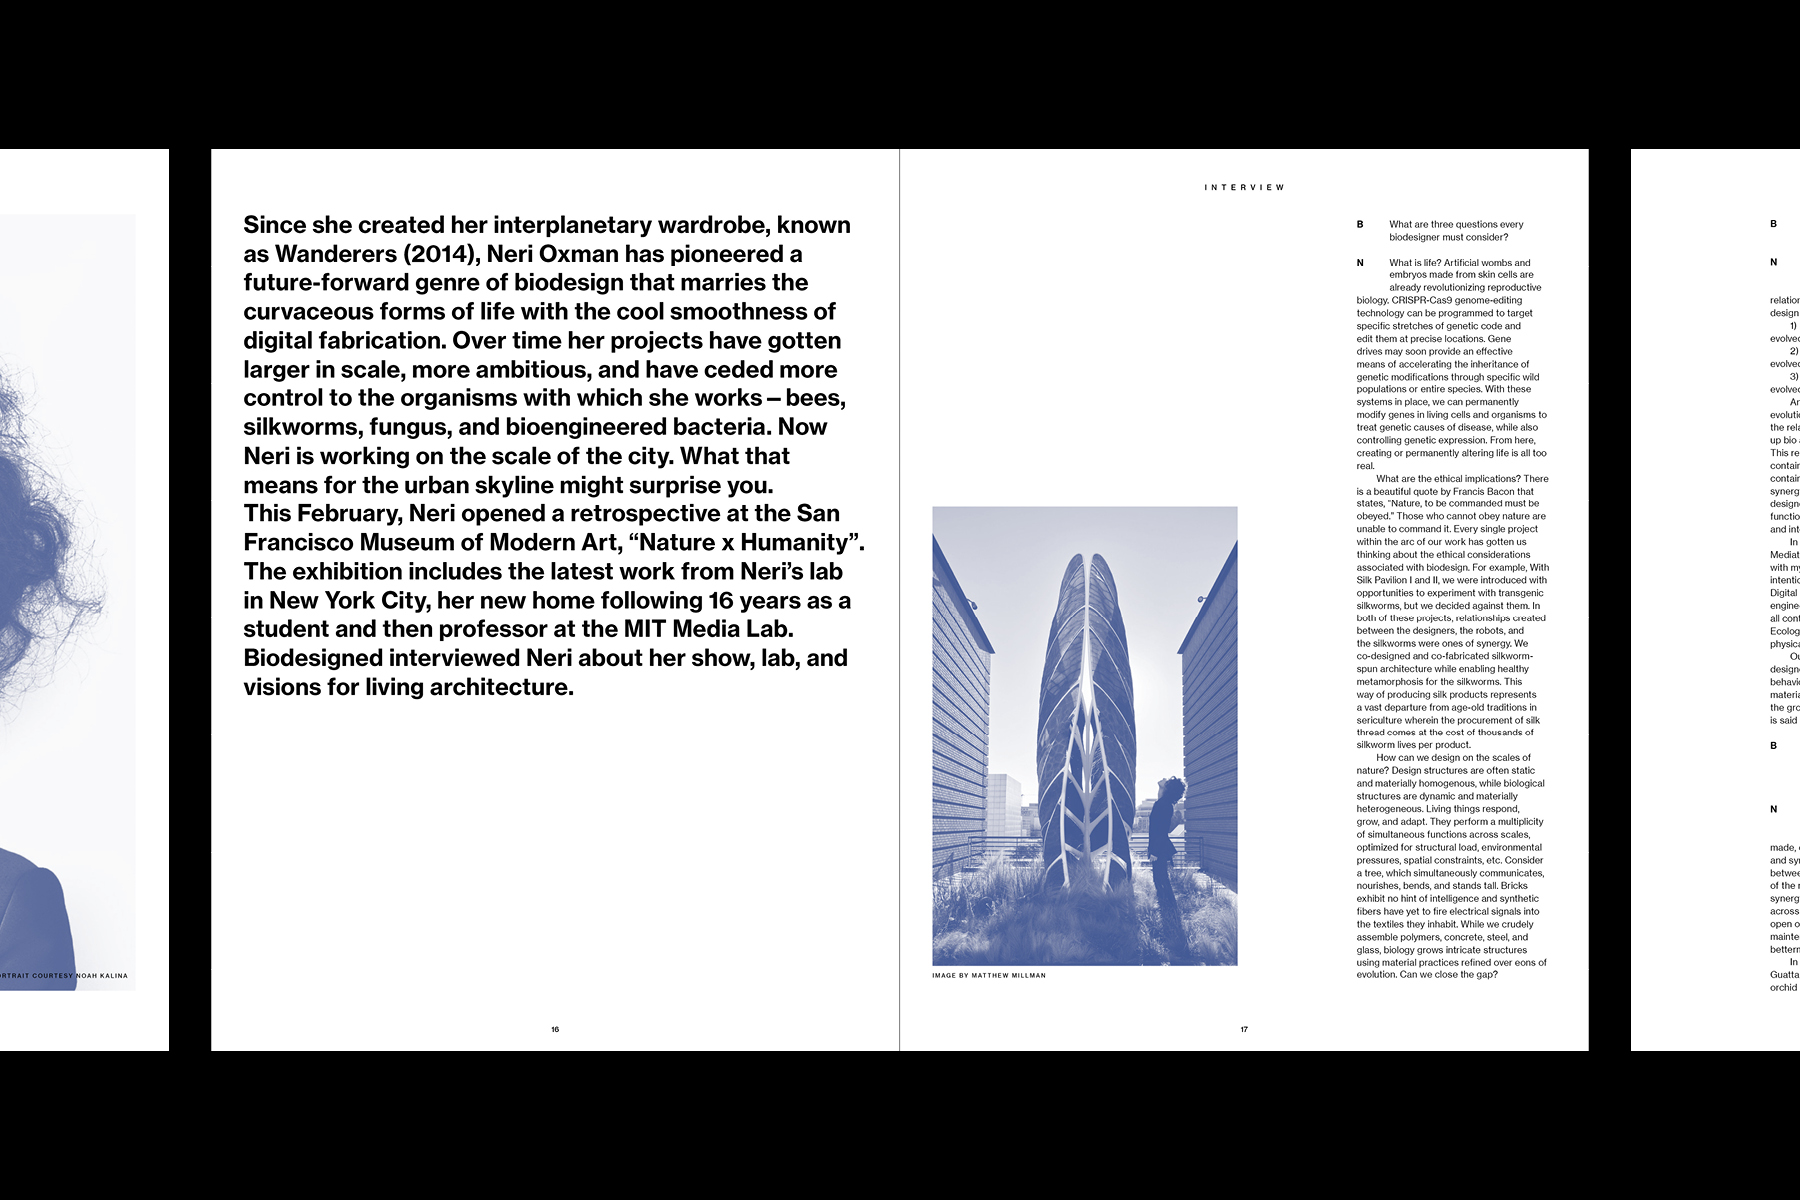 ORTRAIT COURTESY NOAH KALINA
Since she created her interplanetary wardrobe, known
as Wanderers (2014), Neri Oxman has pioneered a
future-forward genre of biodesign that marries the
curvaceous forms of life with the cool smoothness of
digital fabrication. Over time her projects have gotten
larger in scale, more ambitious, and have ceded more
control to the organisms with which she works – bees,
silkworms, fungus, and bioengineered bacteria. Now
Neri is working on the scale of the city. What that
means for the urban skyline might surprise you.
This February, Neri opened a retrospective at the San
Francisco Museum of Modern Art, “Nature x Humanity”.
The exhibition includes the latest work from Neri’s lab
in New York City, her new home following 16 years as a
student and then professor at the MIT Media Lab.
Biodesigned interviewed Neri about her show, lab, and
visions for living architecture.
16
INTERVIEW
IMAGE BY MATTHEW MILLMAN
B What are three questions every
biodesigner must consider?
N What is life? Artificial wombs and
embryos made from skin cells are
already revolutionizing reproductive
biology. CRISPR-Cas9 genome-editing
technology can be programmed to target
specific stretches of genetic code and
edit them at precise locations. Gene
drives may soon provide an effective
means of accelerating the inheritance of
genetic modifications through specific wild
populations or entire species. With these
systems in place, we can permanently
modify genes in living cells and organisms to
treat genetic causes of disease, while also
controlling genetic expression. From here,
creating or permanently altering life is all too
real.
What are the ethical implications? There
is a beautiful quote by Francis Bacon that
states, “Nature, to be commanded must be
obeyed.” Those who cannot obey nature are
unable to command it. Every single project
within the arc of our work has gotten us
thinking about the ethical considerations
associated with biodesign. For example, With
Silk Pavilion I and II, we were introduced with
opportunities to experiment with transgenic
silkworms, but we decided against them. In
both of these projects, relationships created
between the designers, the robots, and
the silkworms were ones of synergy. We
co-designed and co-fabricated silkworm-
spun architecture while enabling healthy
metamorphosis for the silkworms. This
way of producing silk products represents
a vast departure from age-old traditions in
sericulture wherein the procurement of silk
thread comes at the cost of thousands of
silkworm lives per product.
How can we design on the scales of
nature? Design structures are often static
and materially homogenous, while biological
structures are dynamic and materially
heterogeneous. Living things respond,
grow, and adapt. They perform a multiplicity
of simultaneous functions across scales,
optimized for structural load, environmental
pressures, spatial constraints, etc. Consider
a tree, which simultaneously communicates,
nourishes, bends, and stands tall. Bricks
exhibit no hint of intelligence and synthetic
fibers have yet to fire electrical signals into
the textiles they inhabit. While we crudely
assemble polymers, concrete, steel, and
glass, biology grows intricate structures
using material practices refined over eons of
evolution. Can we close the gap?
17
B
N
relation
design
1)
evolved
2)
evolved
3)
evolved
An
evolutio
the rela
up bio a
This re
contain
contain
synergy
designe
function
and inte
In
Mediat
with my
intentio
Digital
engine
all cont
Ecology
physica
Ou
designe
behavio
materia
the gro
is said
B
N
made, o
and syn
between
of the n
synergy
across
open o
mainte
betterm
In
Guatta
orchid